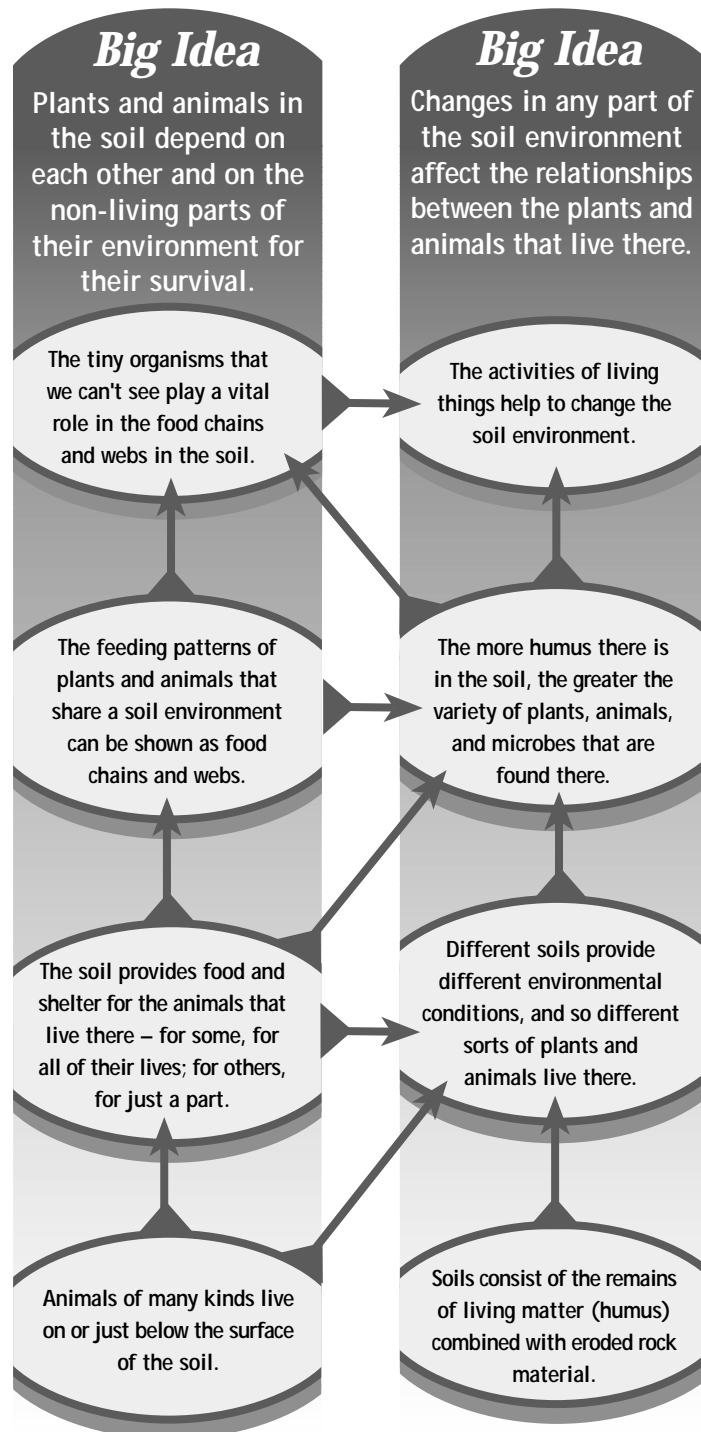 Big Idea
Plants and animals in
the soil depend on
each other and on the
non-living parts of
their environment for
their survival.
The tiny organisms that
we can't see play a vital
role in the food chains
and webs in the soil.
The feeding patterns of
plants and animals that
share a soil environment
can be shown as food
chains and webs.
The soil provides food and
shelter for the animals that
live there – for some, for
all of their lives; for others,
for just a part.
Animals of many kinds live
on or just below the surface
of the soil.
Big Idea
Changes in any part of
the soil environment
affect the relationships
between the plants and
animals that live there.
The activities of living
things help to change the
soil environment.
The more humus there is
in the soil, the greater the
variety of plants, animals,
and microbes that are
found there.
Different soils provide
different environmental
conditions, and so different
sorts of plants and
animals live there.
Soils consist of the remains
of living matter (humus)
combined with eroded rock
material.